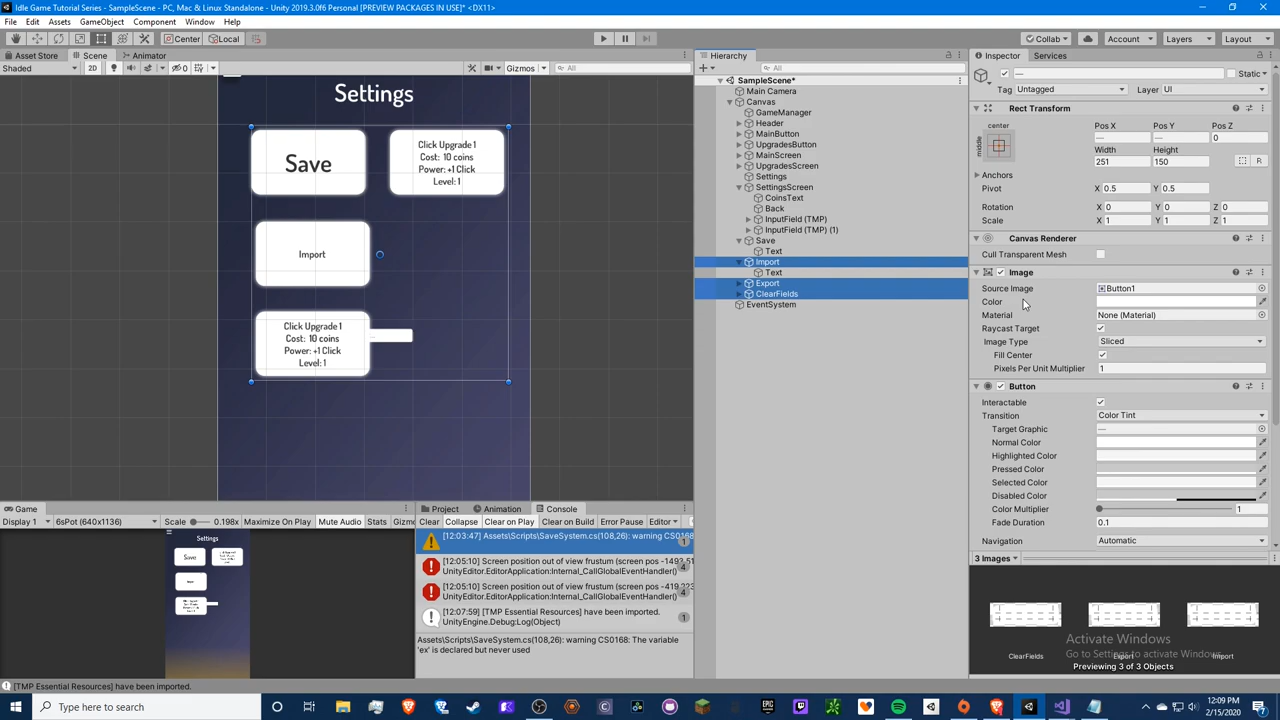 Idle Game Tutorial Series - SampleScene - PC, Mac & Linux Standalone - Unity 2019.3.0f6 Personal [PREVIEW PACKAGES IN USE]* <DX11>
File Edit Assets GameObject Component Window Help
Center Local Collab Account Layers Layout
Asset Store Scene Animator
Shaded 2D 0 Gizmos All
Settings
Save
Click Upgrade 1
Cost: 10 coins
Power: +1 Click
Level: 1
Import
Click Upgrade 1
Cost: 10 coins
Power: +1 Click
Level: 1
Hierarchy
All
SampleScene*
Main Camera
Canvas
GameManager
Header
MainButton
UpgradesButton
MainScreen
UpgradesScreen
Settings
SettingsScreen
CoinsText
Back
InputField (TMP)
InputField (TMP) (1)
Save
Text
Import
Text
Export
ClearFields
EventSystem
Inspector Services
— Static
Tag Untagged Layer UI
Rect Transform
center Pos X Pos Y Pos Z
middle — — 0
Width Height
251 150 R
Anchors
Pivot X 0.5 Y 0.5
Rotation X 0 Y 0 Z 0
Scale X 1 Y 1 Z 1
Canvas Renderer
Cull Transparent Mesh
Image
Source Image Button1
Color
Material None (Material)
Raycast Target
Image Type Sliced
Fill Center
Pixels Per Unit Multiplier 1
Button
Interactable
Transition Color Tint
Target Graphic —
Normal Color
Highlighted Color
Pressed Color
Selected Color
Disabled Color
Color Multiplier 1
Fade Duration 0.1
Navigation Automatic
3 Images
ClearFields Export Import
Activate Windows
Go to Settings to activate Windows.
Previewing 3 of 3 Objects
Game
Display 1 6sPot (640x1136) Scale 0.198x Maximize On Play Mute Audio Stats Gizmo
Settings
Save
Project Animation Console
Clear Collapse Clear on Play Clear on Build Error Pause Editor
[12:03:47] Assets\Scripts\SaveSystem.cs(108,26): warning CS0168: 1
[12:05:10] Screen position out of view frustum (screen pos -1492.51 4
UnityEditor.EditorApplication:Internal_CallGlobalEventHandler()
[12:05:10] Screen position out of view frustum (screen pos -419.223 4
UnityEditor.EditorApplication:Internal_CallGlobalEventHandler()
[12:07:59] [TMP Essential Resources] have been imported. 1
UnityEngine.Debug:Log(Object)
Assets\Scripts\SaveSystem.cs(108,26): warning CS0168: The variable
'ex' is declared but never used
[TMP Essential Resources] have been imported.
Type here to search
12:09 PM
2/15/2020